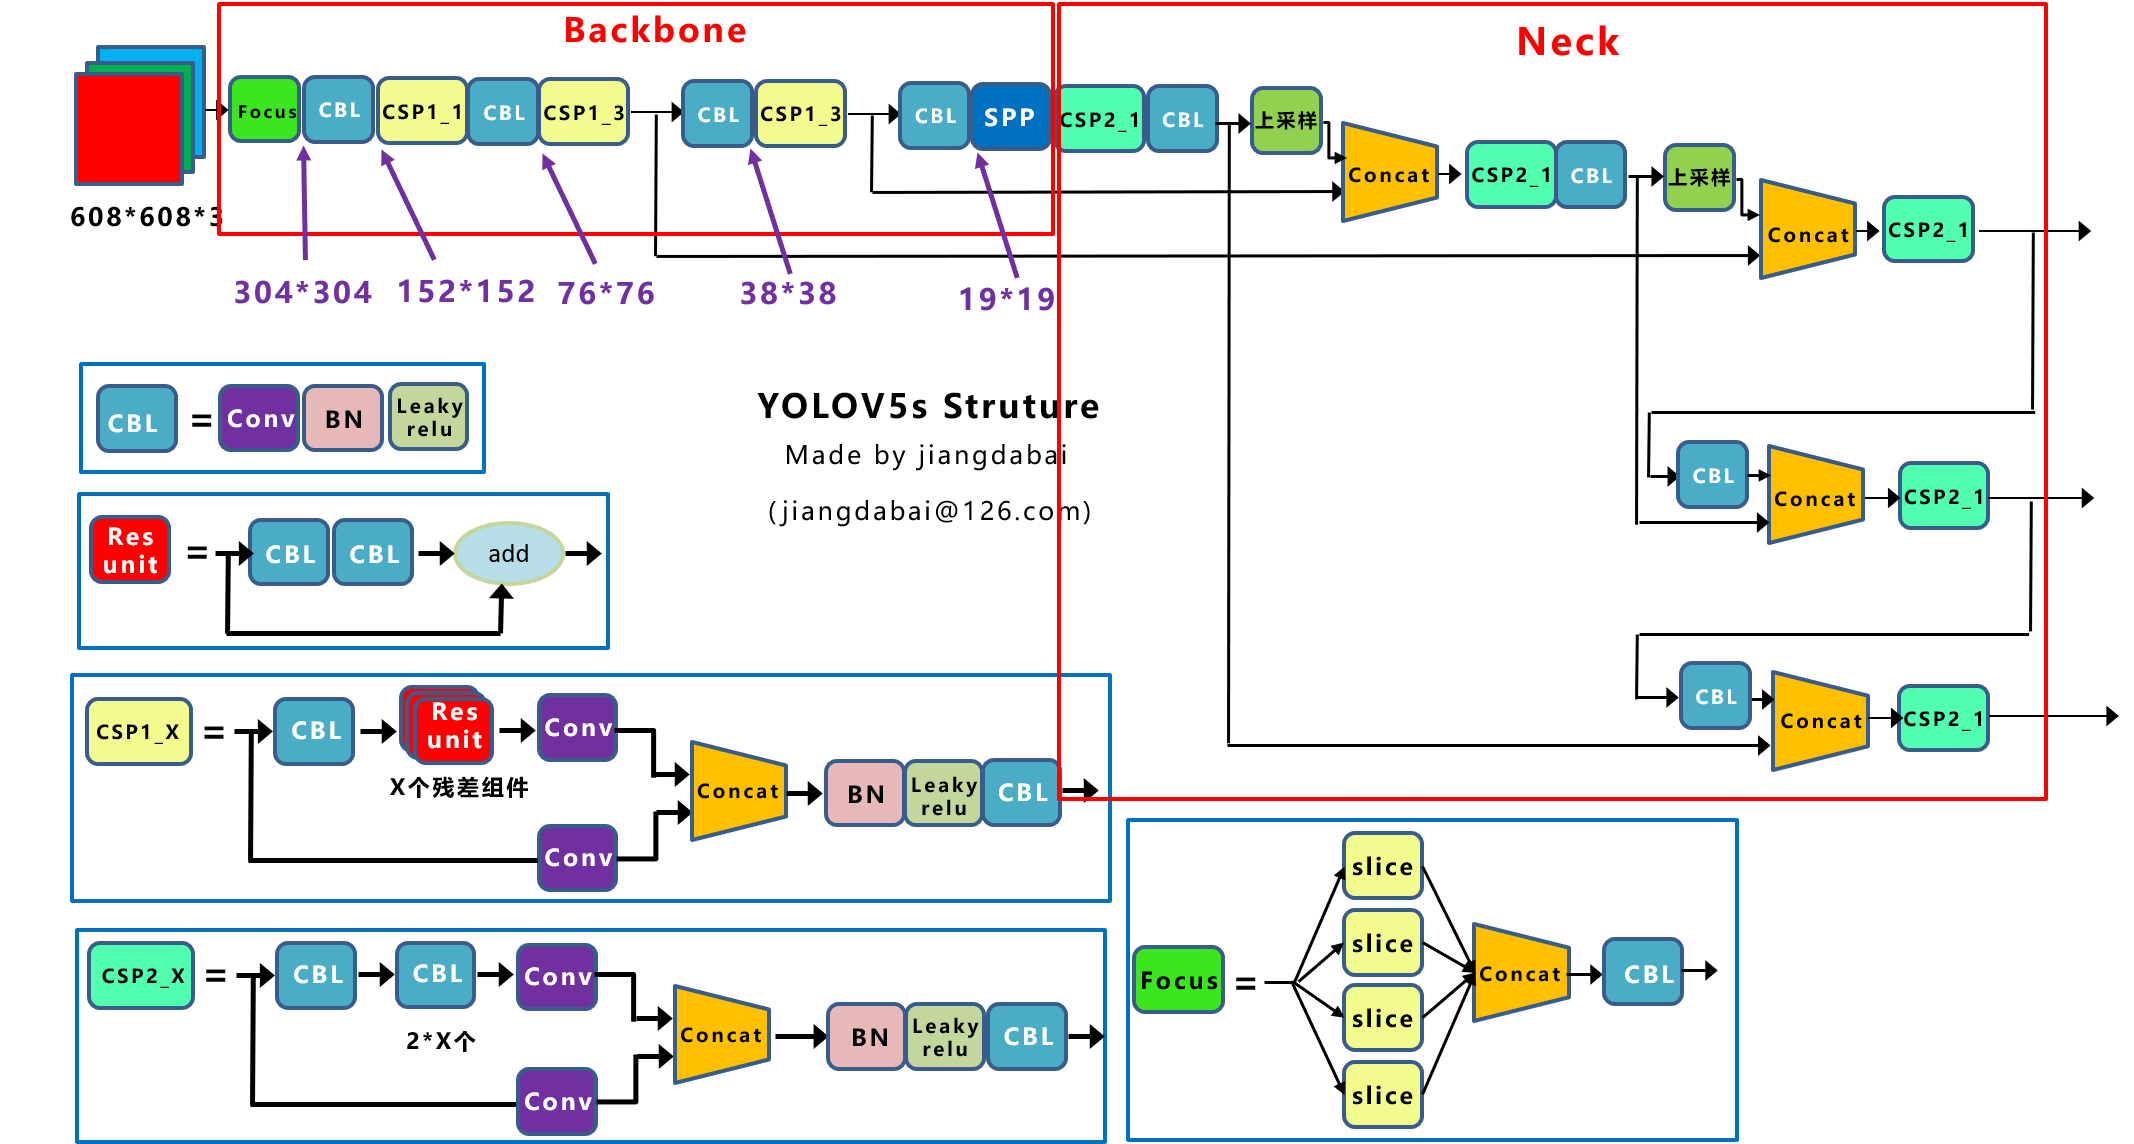 Backbone
Neck
Focus
CBL
CSP1_1
CBL
CSP1_3
CBL
CSP1_3
CBL
SPP
CSP2_1
CBL
上采样
Concat
CSP2_1
CBL
上采样
Concat
CSP2_1
608*608*3
304*304
152*152
76*76
38*38
19*19
YOLOV5s Struture
Made by jiangdabai
(jiangdabai@126.com)
CBL
Concat
CSP2_1
CBL
Concat
CSP2_1
CBL
=
Conv
BN
Leaky
relu
Res
unit
=
CBL
CBL
add
CSP1_X
=
CBL
Res
unit
X个残差组件
Conv
Conv
Concat
BN
Leaky
relu
CBL
CSP2_X
=
CBL
CBL
2*X个
Conv
Conv
Concat
BN
Leaky
relu
CBL
Focus
=
slice
slice
slice
slice
Concat
CBL